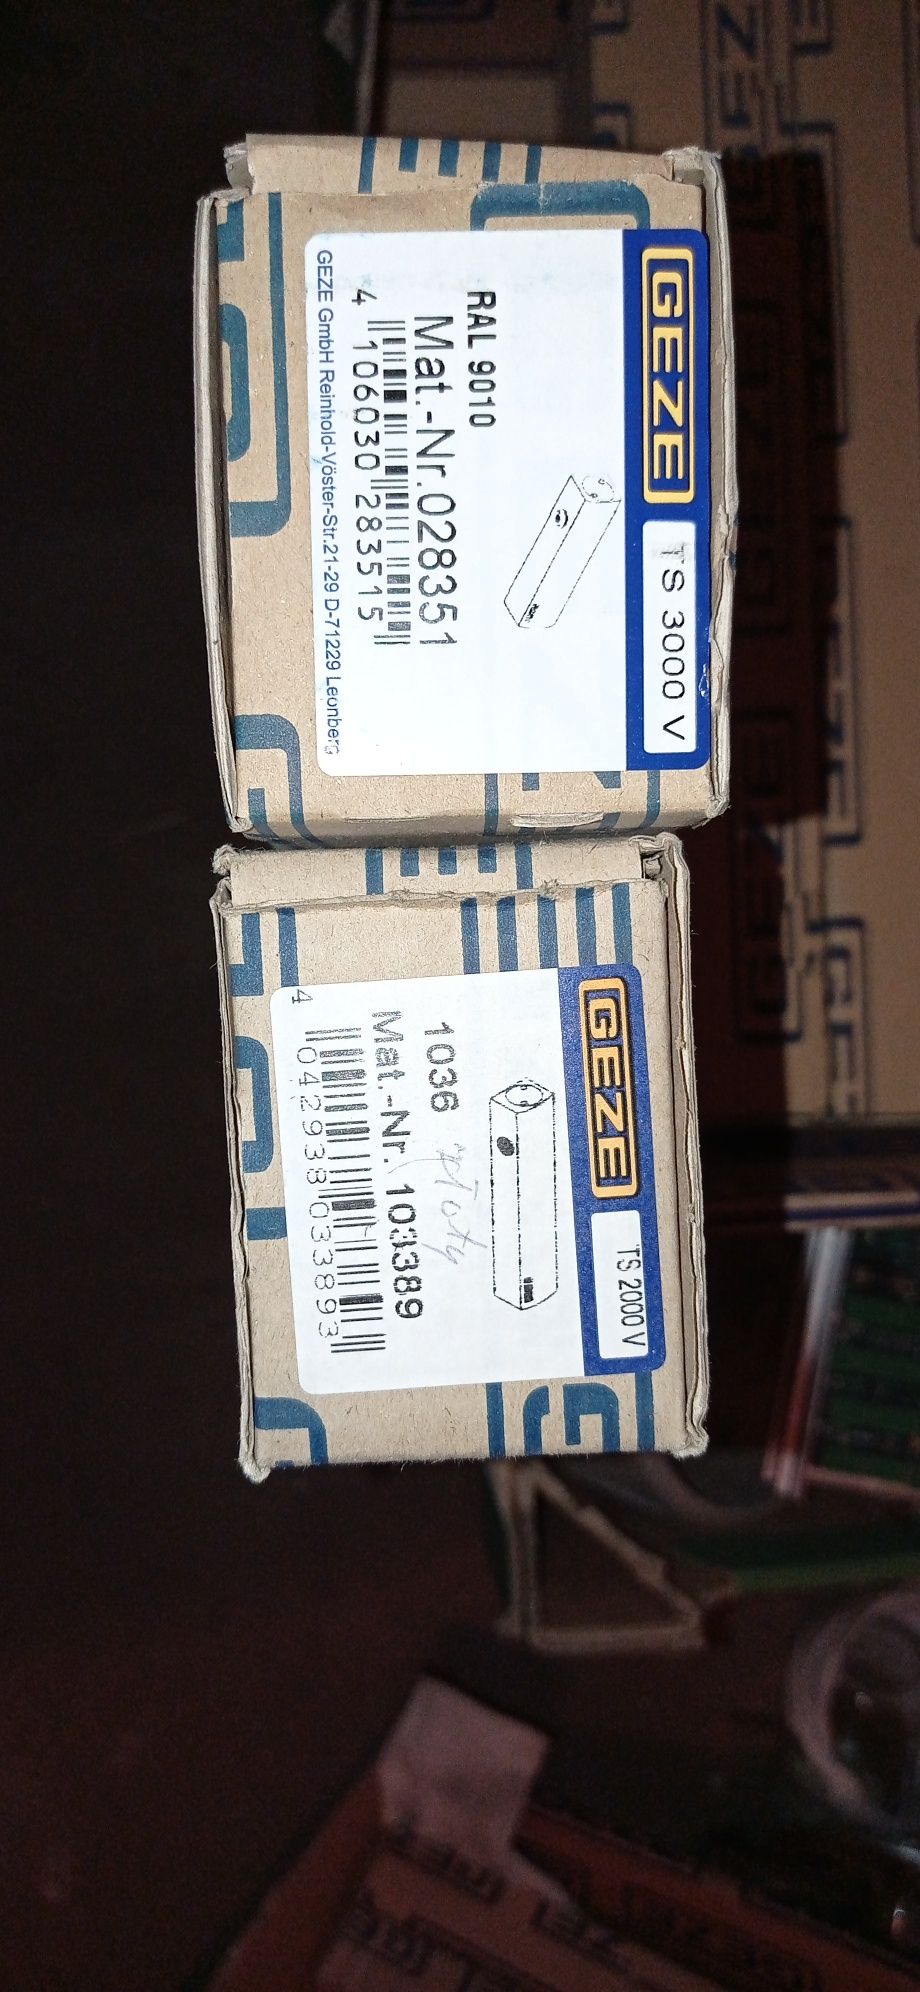 GEZE
TS 3000 V
RAL 9010
Mat.-Nr.028351
4 106030 283515
GEZE GmbH Reinhold-Vöster-Str.21-29 D-71229 Leonberg
GEZE
TS 2000 V
1036
złoty
Mat.-Nr. 103389
4 042938 033893